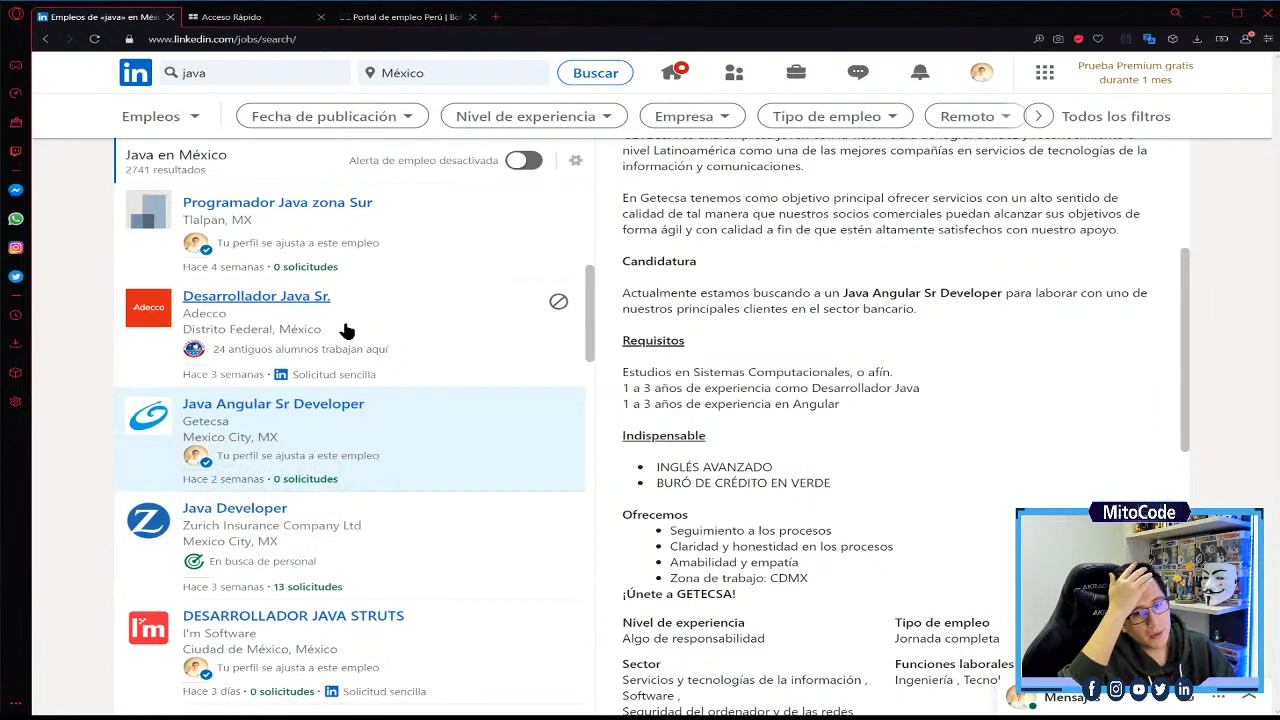 Empleos de «java» en Méxi
Acceso Rápido
Portal de empleo Perú | Bol
www.linkedin.com/jobs/search/
in
java
México
Buscar
Prueba Premium gratis
durante 1 mes
Empleos
Fecha de publicación
Nivel de experiencia
Empresa
Tipo de empleo
Remoto
Todos los filtros
Java en México
2741 resultados
Alerta de empleo desactivada
Programador Java zona Sur
Tlalpan, MX
Tu perfil se ajusta a este empleo
Hace 4 semanas · 0 solicitudes
Adecco
Desarrollador Java Sr.
Adecco
Distrito Federal, México
24 antiguos alumnos trabajan aquí
Hace 3 semanas · in Solicitud sencilla
Java Angular Sr Developer
Getecsa
Mexico City, MX
Tu perfil se ajusta a este empleo
Hace 2 semanas · 0 solicitudes
Java Developer
Zurich Insurance Company Ltd
Mexico City, MX
En busca de personal
Hace 3 semanas · 13 solicitudes
I'm
DESARROLLADOR JAVA STRUTS
I'm Software
Ciudad de México, México
Tu perfil se ajusta a este empleo
Hace 3 días · 0 solicitudes · in Solicitud sencilla
nivel Latinoamérica como una de las mejores compañías en servicios de tecnologías de la
información y comunicaciones.
En Getecsa tenemos como objetivo principal ofrecer servicios con un alto sentido de
calidad de tal manera que nuestros socios comerciales puedan alcanzar sus objetivos de
forma ágil y con calidad a fin de que estén altamente satisfechos con nuestro apoyo.
Candidatura
Actualmente estamos buscando a un Java Angular Sr Developer para laborar con uno de
nuestros principales clientes en el sector bancario.
Requisitos
Estudios en Sistemas Computacionales, o afín.
1 a 3 años de experiencia como Desarrollador Java
1 a 3 años de experiencia en Angular
Indispensable
• INGLÉS AVANZADO
• BURÓ DE CRÉDITO EN VERDE
Ofrecemos
• Seguimiento a los procesos
• Claridad y honestidad en los procesos
• Amabilidad y empatía
• Zona de trabajo: CDMX
¡Únete a GETECSA!
Nivel de experiencia
Algo de responsabilidad
Tipo de empleo
Jornada completa
Sector
Servicios y tecnologías de la información ,
Software ,
Seguridad del ordenador y de las redes
Funciones laborales
Ingeniería , Tecnol
Mensajes
MitoCode
AKRACING